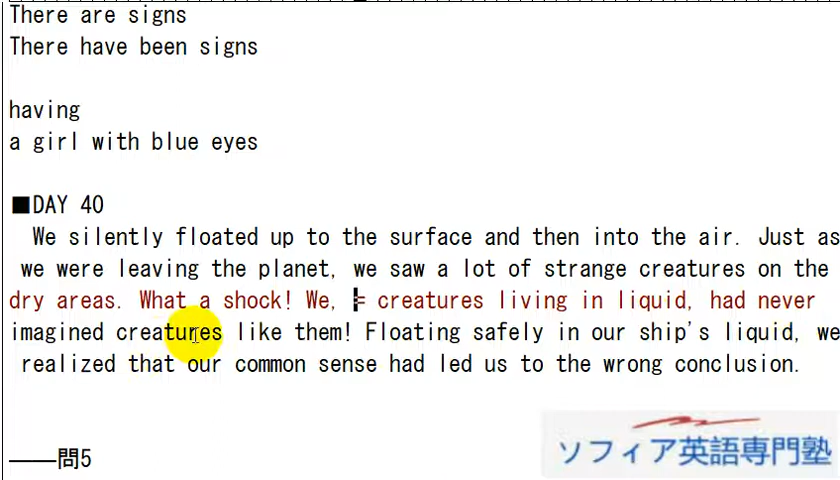 There are signs
There have been signs
having
a girl with blue eyes
■DAY 40
We silently floated up to the surface and then into the air. Just as
we were leaving the planet, we saw a lot of strange creatures on the
dry areas. What a shock! We, = creatures living in liquid, had never
imagined creatures like them! Floating safely in our ship's liquid, we
realized that our common sense had led us to the wrong conclusion.
——問5
ソフィア英語専門塾